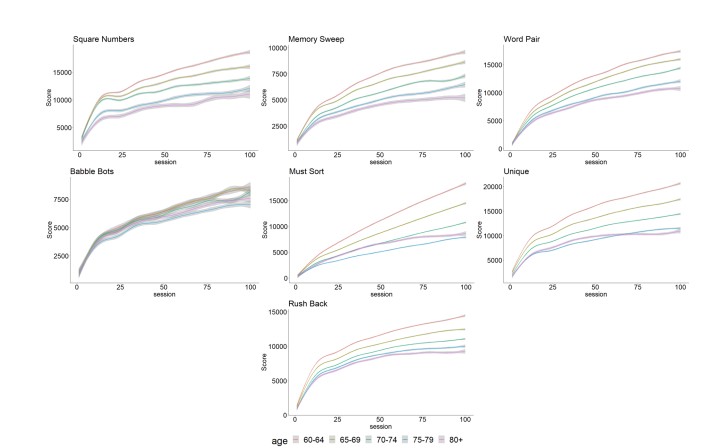 Square Numbers
Score
15000
10000
5000
0 25 50 75 100
session
Memory Sweep
Score
10000
7500
5000
2500
0 25 50 75 100
session
Word Pair
Score
15000
10000
5000
0
0 25 50 75 100
session
Babble Bots
Score
7500
5000
2500
0 25 50 75 100
session
Must Sort
Score
15000
10000
5000
0
0 25 50 75 100
session
Unique
Score
20000
15000
10000
5000
0 25 50 75 100
session
Rush Back
Score
15000
10000
5000
0
0 25 50 75 100
session
age 60-64 65-69 70-74 75-79 80+